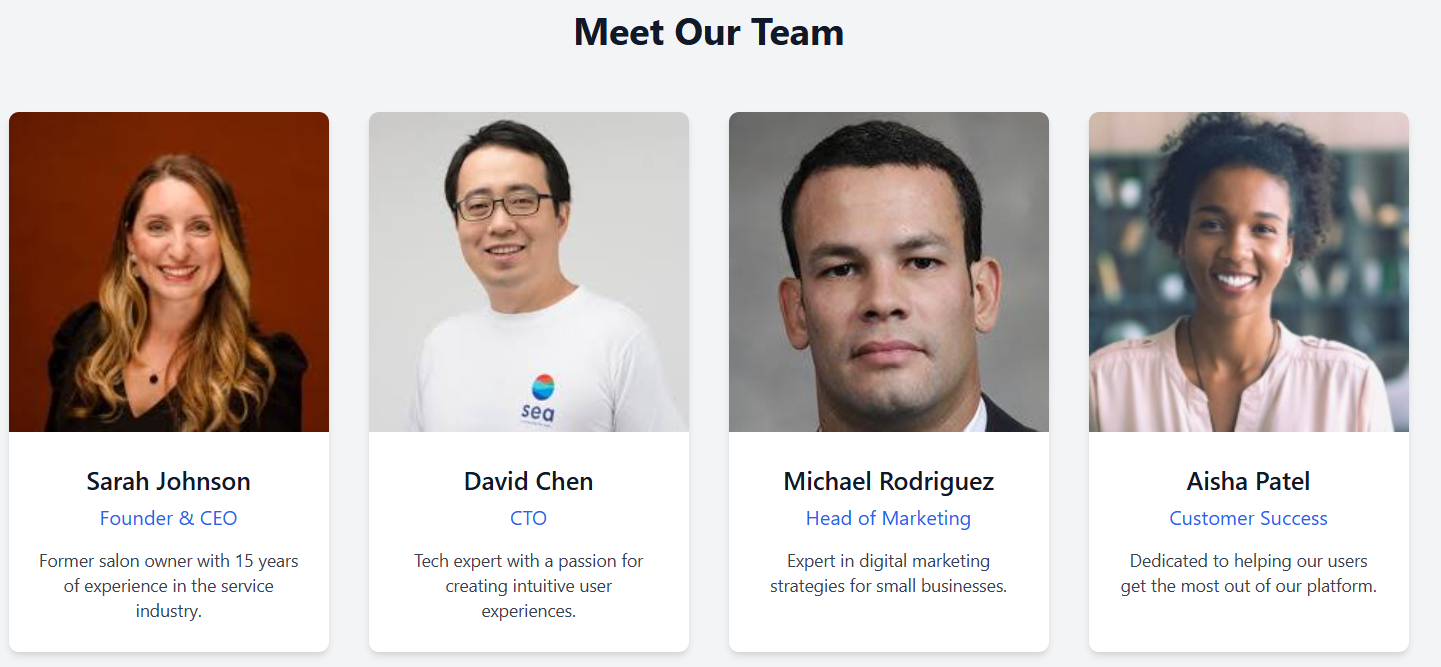 Meet Our Team
sea
Sarah Johnson
Founder & CEO
Former salon owner with 15 years
of experience in the service
industry.
David Chen
CTO
Tech expert with a passion for
creating intuitive user
experiences.
Michael Rodriguez
Head of Marketing
Expert in digital marketing
strategies for small businesses.
Aisha Patel
Customer Success
Dedicated to helping our users
get the most out of our platform.